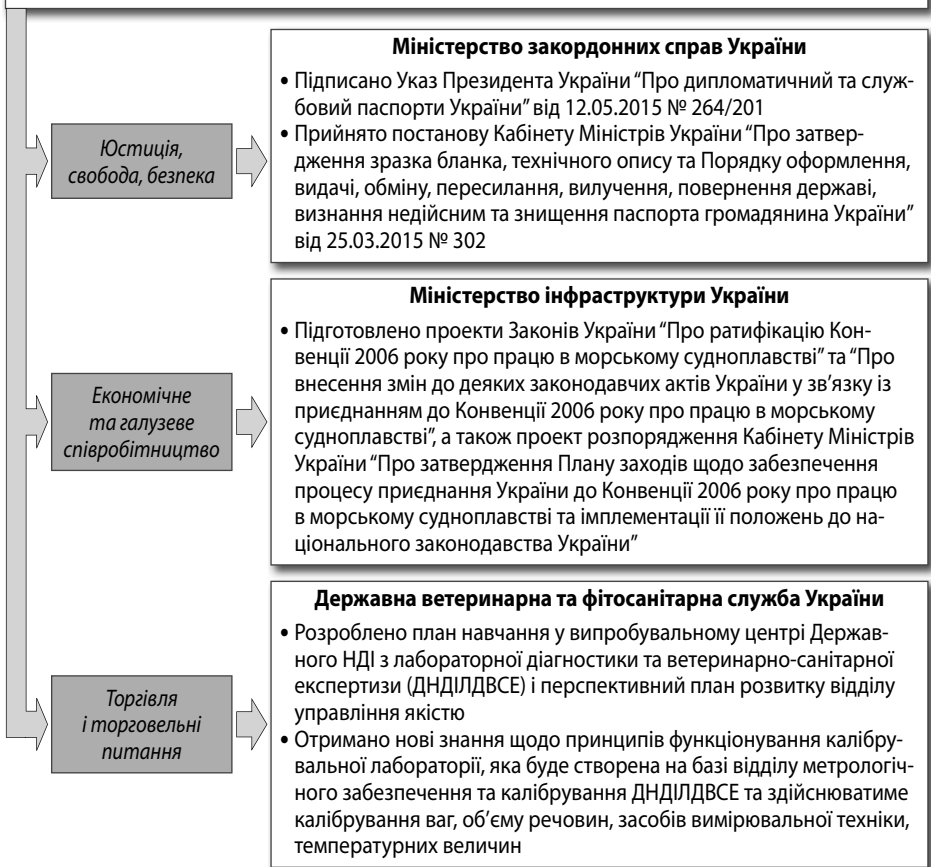 Міністерство закордонних справ України
• Підписано Указ Президента України “Про дипломатичний та служ-
бовий паспорти України” від 12.05.2015 № 264/201
• Прийнято постанову Кабінету Міністрів України “Про затвер-
дження зразка бланка, технічного опису та Порядку оформлення,
видачі, обміну, пересилання, вилучення, повернення державі,
визнання недійсним та знищення паспорта громадянина України”
від 25.03.2015 № 302
Юстиція,
свобода, безпека
Міністерство інфраструктури України
• Підготовлено проекти Законів України “Про ратифікацію Кон-
венції 2006 року про працю в морському судноплавстві” та “Про
внесення змін до деяких законодавчих актів України у зв’язку із
приєднанням до Конвенції 2006 року про працю в морському
судноплавстві”, а також проект розпорядження Кабінету Міністрів
України “Про затвердження Плану заходів щодо забезпечення
процесу приєднання України до Конвенції 2006 року про працю
в морському судноплавстві та імплементації її положень до на-
ціонального законодавства України”
Економічне
та галузеве
співробітництво
Державна ветеринарна та фітосанітарна служба України
• Розроблено план навчання у випробувальному центрі Держав-
ного НДІ з лабораторної діагностики та ветеринарно-санітарної
експертизи (ДНДІЛДВСЕ) і перспективний план розвитку відділу
управління якістю
• Отримано нові знання щодо принципів функціонування калібру-
вальної лабораторії, яка буде створена на базі відділу метрологіч-
ного забезпечення та калібрування ДНДІЛДВСЕ та здійснюватиме
калібрування ваг, об’єму речовин, засобів вимірювальної техніки,
температурних величин
Торгівля
і торговельні
питання